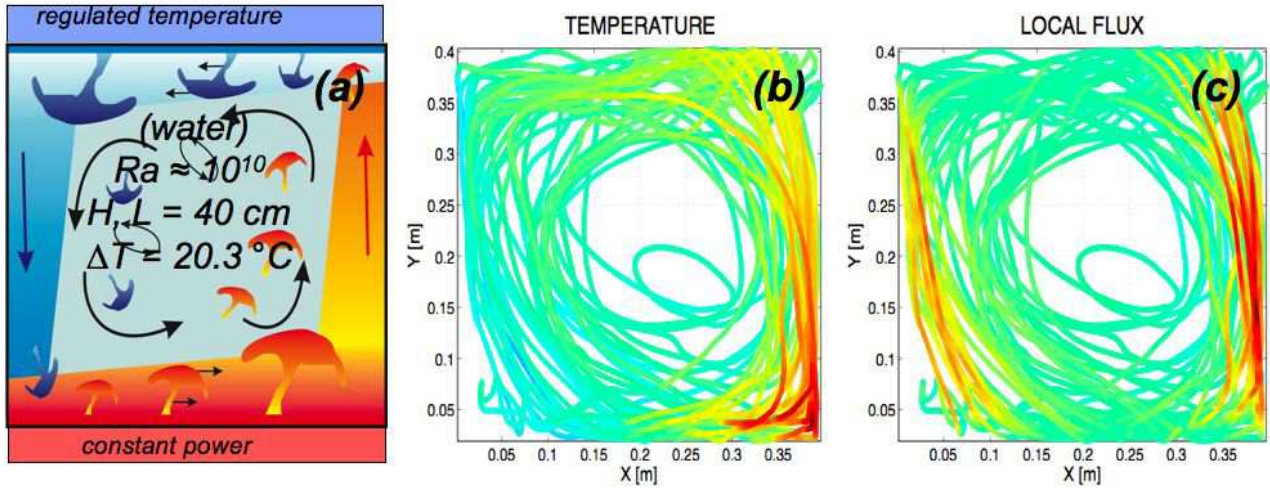 regulated temperature
(a)
(water)
Ra ≈ 10¹⁰
H, L = 40 cm
ΔT = 20.3 °C
constant power
TEMPERATURE
(b)
0.4
0.35
0.3
0.25
0.2
0.15
0.1
0.05
Y [m]
0.05 0.1 0.15 0.2 0.25 0.3 0.35
X [m]
LOCAL FLUX
(c)
0.4
0.35
0.3
0.25
0.2
0.15
0.1
0.05
Y [m]
0.05 0.1 0.15 0.2 0.25 0.3 0.35
X [m]